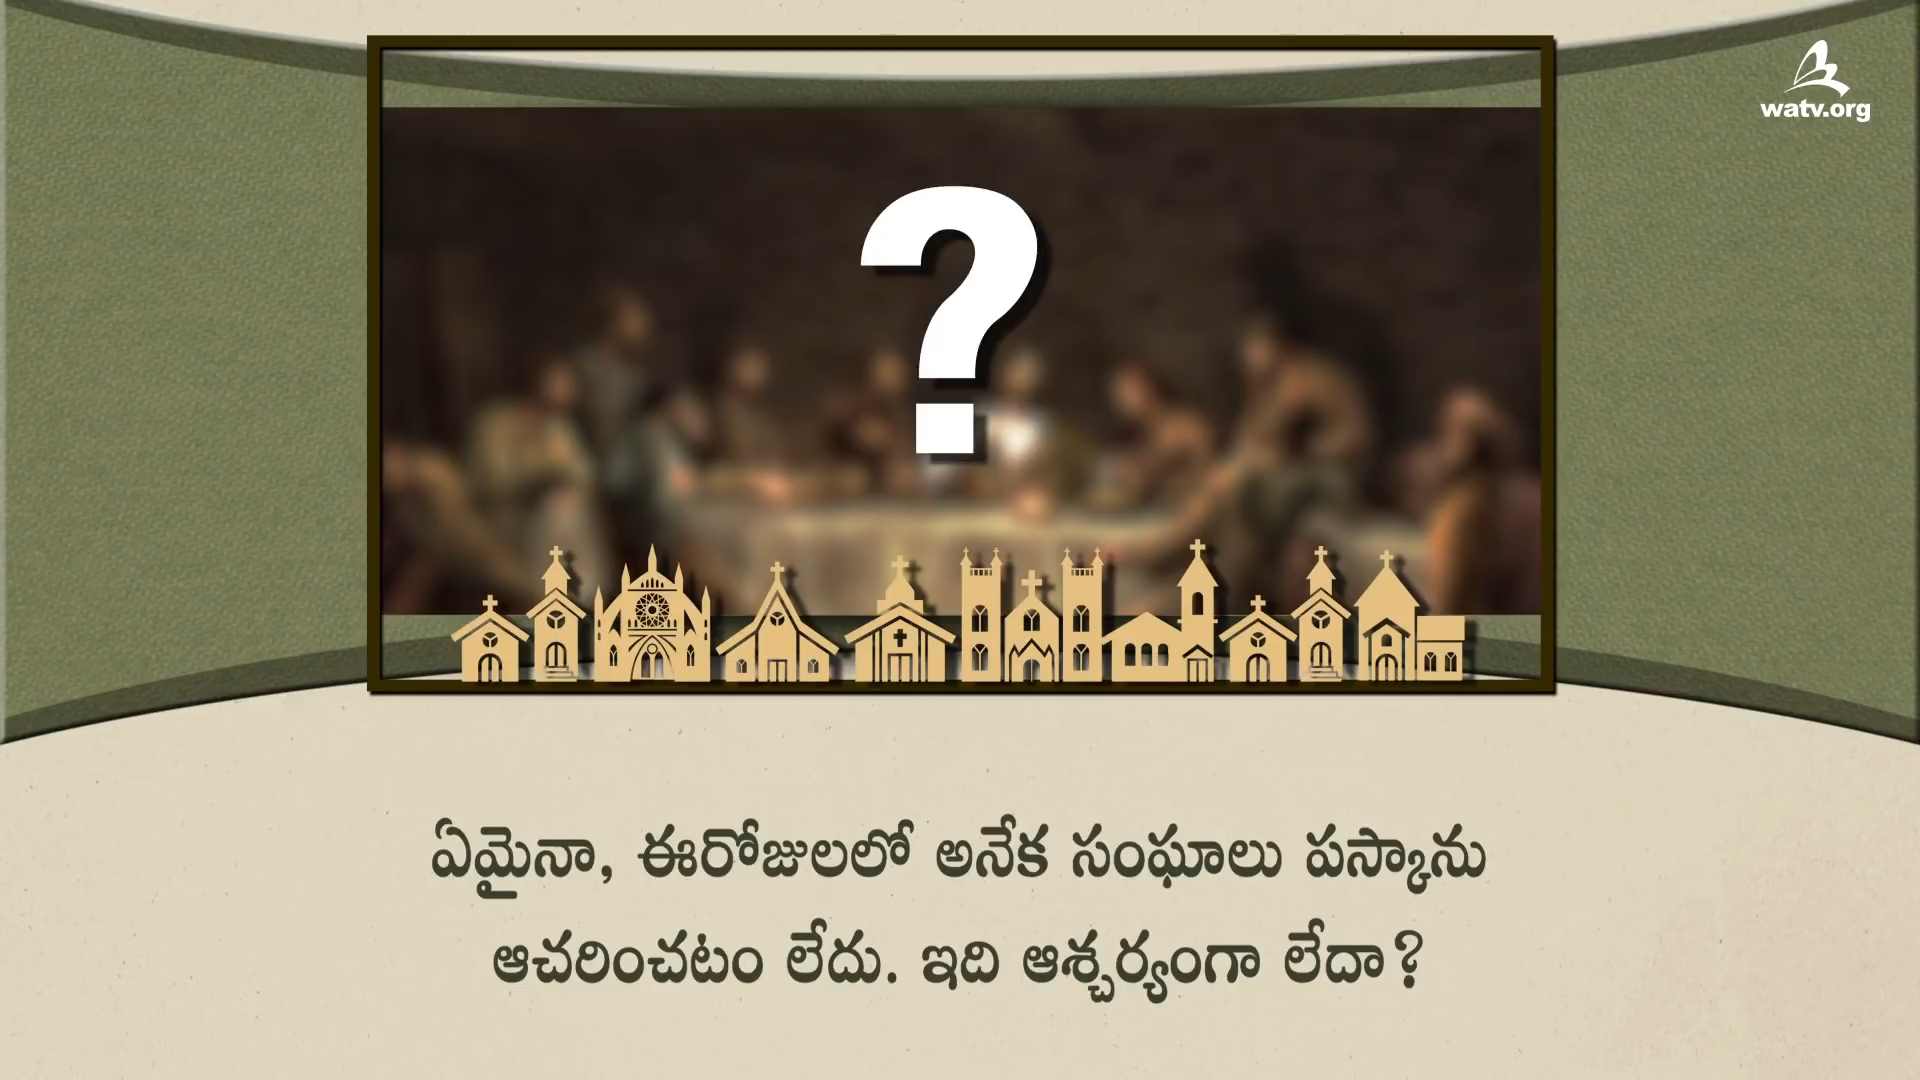 ?
watv.org
ఏమైనా, ఈరోజులలో అనేక సంఘాలు పస్కాను
ఆచరించటం లేదు. ఇది ఆశ్చర్యంగా లేదా?